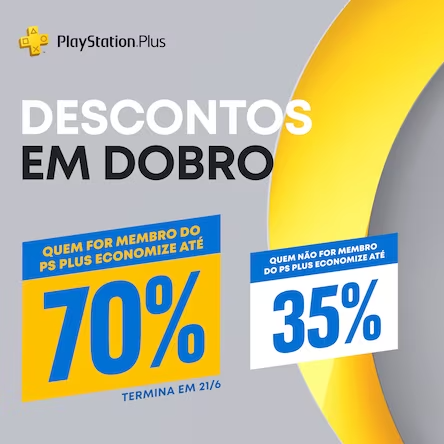 PlayStation.Plus
DESCONTOS
EM DOBRO
QUEM FOR MEMBRO DO
PS PLUS ECONOMIZE ATÉ
70%
TERMINA EM 21/6
QUEM NÃO FOR MEMBRO
DO PS PLUS ECONOMIZE ATÉ
35%